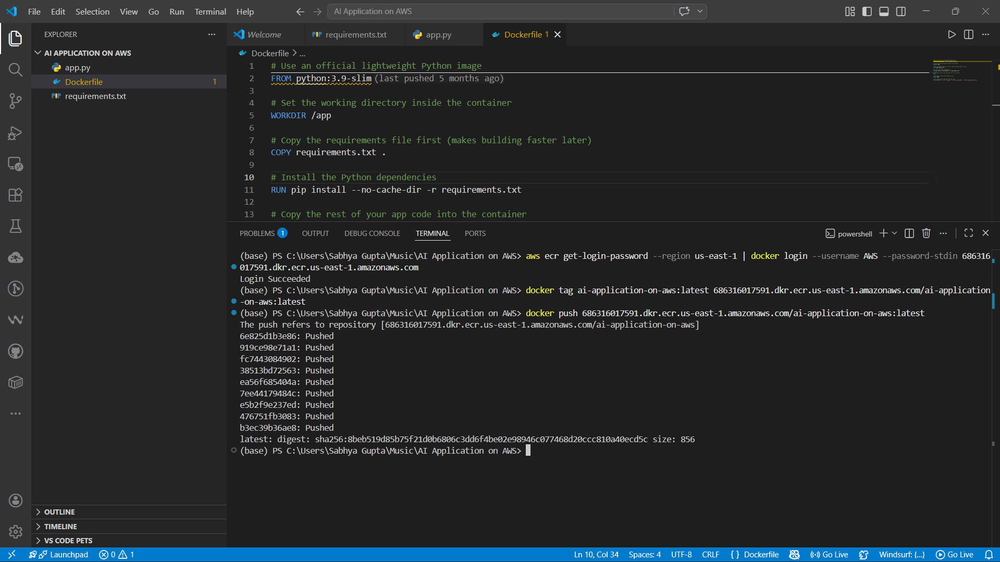 File Edit Selection View Go Run Terminal Help
AI Application on AWS
EXPLORER
AI APPLICATION ON AWS
app.py
Dockerfile 1
requirements.txt
OUTLINE
TIMELINE
VS CODE PETS
Welcome requirements.txt app.py Dockerfile 1
Dockerfile > ...
1 # Use an official lightweight Python image
2 FROM python:3.9-slim (last pushed 5 months ago)
3
4 # Set the working directory inside the container
5 WORKDIR /app
6
7 # Copy the requirements file first (makes building faster later)
8 COPY requirements.txt .
9
10 # Install the Python dependencies
11 RUN pip install --no-cache-dir -r requirements.txt
12
13 # Copy the rest of your app code into the container
PROBLEMS 1 OUTPUT DEBUG CONSOLE TERMINAL PORTS
powershell
(base) PS C:\Users\Sabhya Gupta\Music\AI Application on AWS> aws ecr get-login-password --region us-east-1 | docker login --username AWS --password-stdin 686316
017591.dkr.ecr.us-east-1.amazonaws.com
Login Succeeded
(base) PS C:\Users\Sabhya Gupta\Music\AI Application on AWS> docker tag ai-application-on-aws:latest 686316017591.dkr.ecr.us-east-1.amazonaws.com/ai-application
-on-aws:latest
(base) PS C:\Users\Sabhya Gupta\Music\AI Application on AWS> docker push 686316017591.dkr.ecr.us-east-1.amazonaws.com/ai-application-on-aws:latest
The push refers to repository [686316017591.dkr.ecr.us-east-1.amazonaws.com/ai-application-on-aws]
6e825d1b3e86: Pushed
919ce98e71a1: Pushed
fc7443084902: Pushed
38513bd72563: Pushed
ea56f685404a: Pushed
7ee44179484c: Pushed
e5b2f9e237ed: Pushed
476751fb3083: Pushed
b3ec39b36ae8: Pushed
latest: digest: sha256:8beb519d85b75f21d0b6806c3dd6f4be02e98946c077468d20ccc810a40ecd5c size: 856
(base) PS C:\Users\Sabhya Gupta\Music\AI Application on AWS>
Launchpad 0 1 Ln 10, Col 34 Spaces: 4 UTF-8 CRLF { } Dockerfile Go Live Windsurf: {...} Go Live